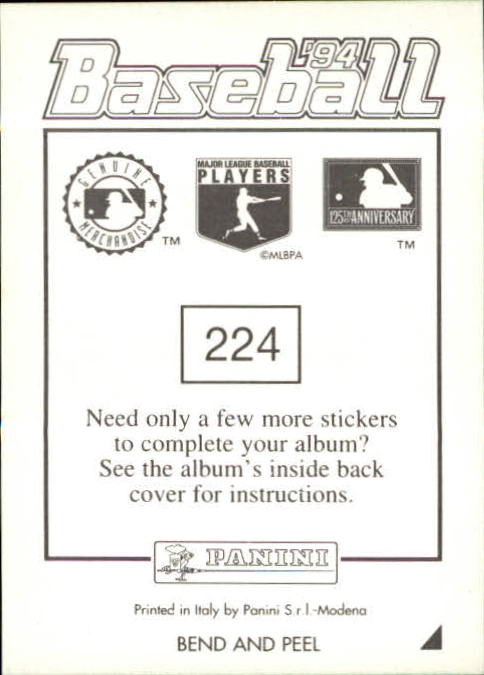 Baseball '94
GENUINE MERCHANDISE
TM
MAJOR LEAGUE BASEBALL
PLAYERS
©MLBPA
125TH ANNIVERSARY
TM
224
Need only a few more stickers
to complete your album?
See the album's inside back
cover for instructions.
PANINI
Printed in Italy by Panini S.r.l.-Modena
BEND AND PEEL